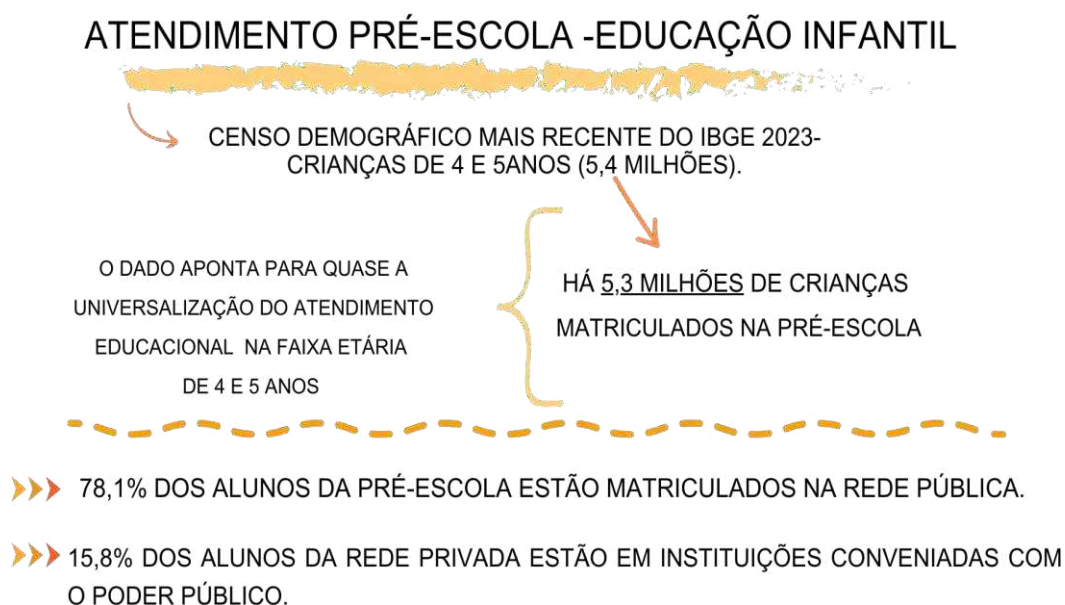 ATENDIMENTO PRÉ-ESCOLA -EDUCAÇÃO INFANTIL
CENSO DEMOGRÁFICO MAIS RECENTE DO IBGE 2023-
CRIANÇAS DE 4 E 5ANOS (5,4 MILHÕES).
O DADO APONTA PARA QUASE A
UNIVERSALIZAÇÃO DO ATENDIMENTO
EDUCACIONAL NA FAIXA ETÁRIA
DE 4 E 5 ANOS
HÁ 5,3 MILHÕES DE CRIANÇAS
MATRICULADOS NA PRÉ-ESCOLA
78,1% DOS ALUNOS DA PRÉ-ESCOLA ESTÃO MATRICULADOS NA REDE PÚBLICA.
15,8% DOS ALUNOS DA REDE PRIVADA ESTÃO EM INSTITUIÇÕES CONVENIADAS COM
O PODER PÚBLICO.